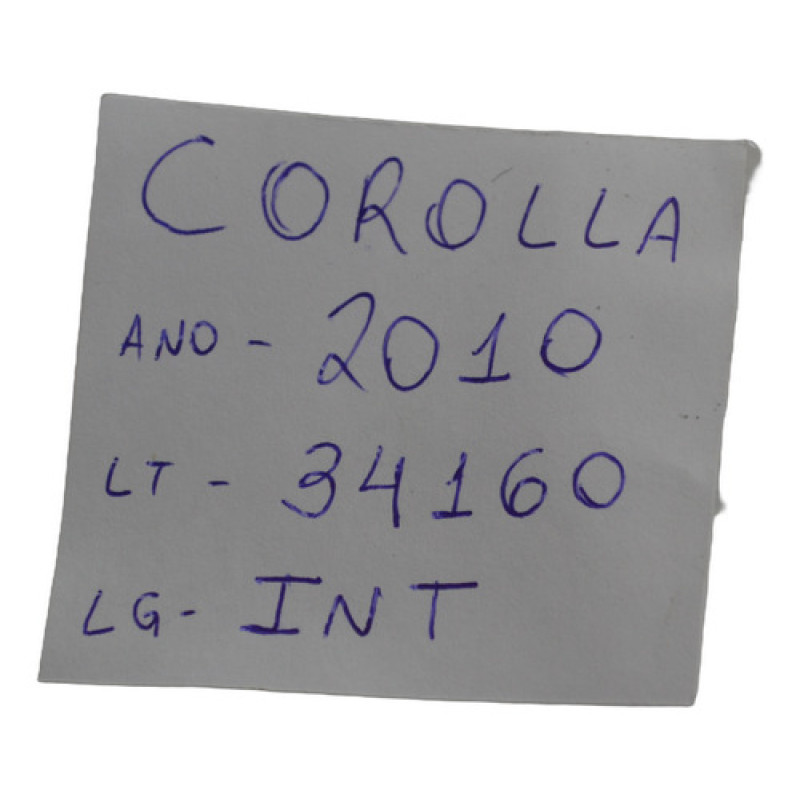 COROLLA
ANO - 2010
LT - 34160
LG - INT